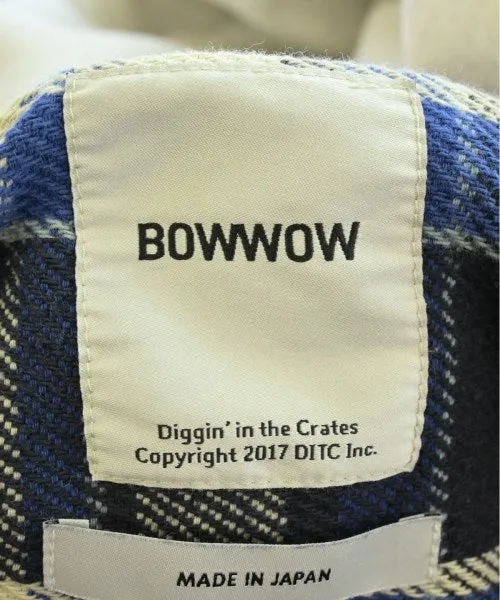 BOWWOW
Diggin' in the Crates
Copyright 2017 DITC Inc.
MADE IN JAPAN